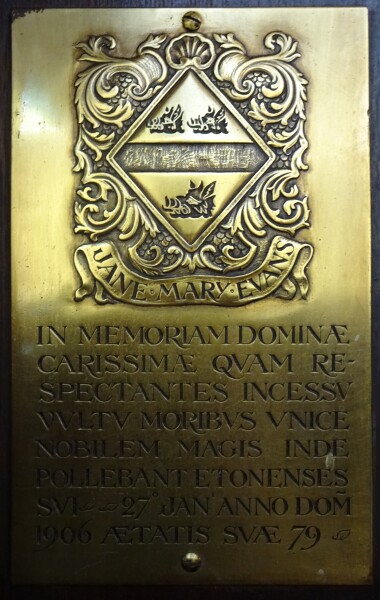 JANE · MARY · EVANS
IN MEMORIAM DOMINÆ
CARISSIMÆ QVAM RE-
SPECTANTES INCESSV
VVLTV MORIBVS VNICE
NOBILEM MAGIS INDE
POLLEBANT ETONENSES
SVI — 27° JAN^I ANNO DOM̃
1906 ÆTATIS SVÆ 79